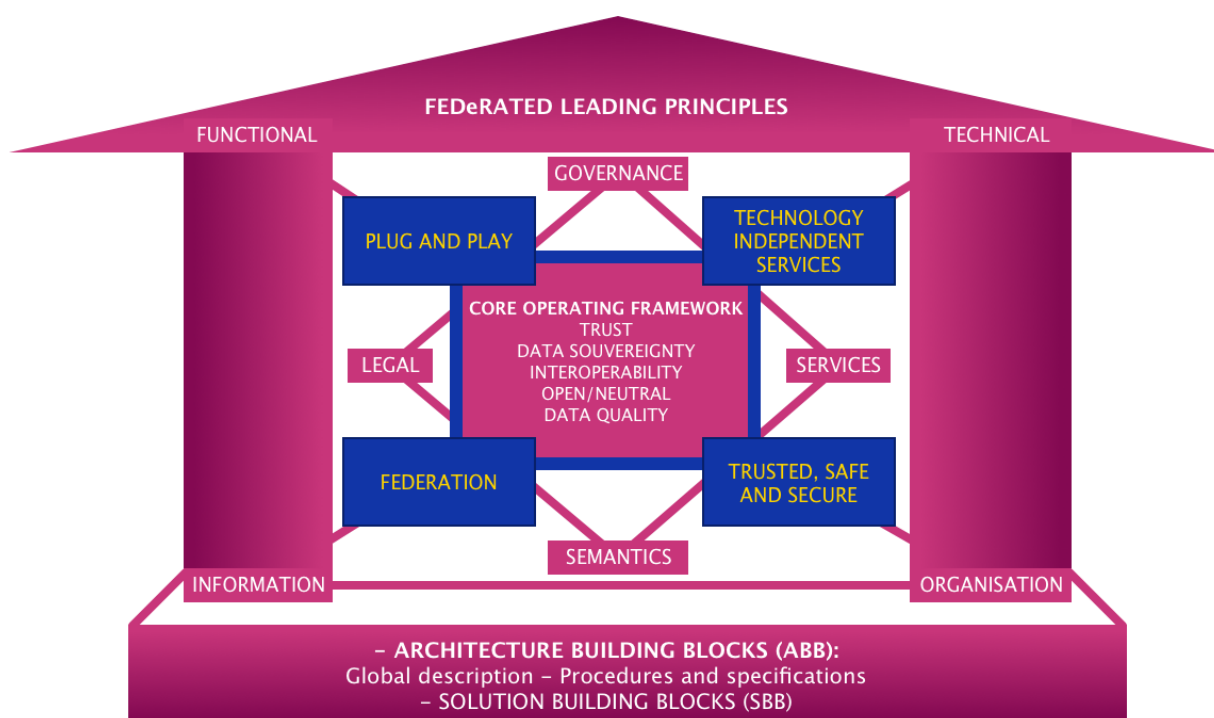 FEDeRATED LEADING PRINCIPLES
FUNCTIONAL
TECHNICAL
GOVERNANCE
PLUG AND PLAY
TECHNOLOGY
INDEPENDENT
SERVICES
CORE OPERATING FRAMEWORK
TRUST
DATA SOUVEREIGNTY
INTEROPERABILITY
OPEN/NEUTRAL
DATA QUALITY
LEGAL
SERVICES
FEDERATION
TRUSTED, SAFE
AND SECURE
SEMANTICS
INFORMATION
ORGANISATION
– ARCHITECTURE BUILDING BLOCKS (ABB):
Global description – Procedures and specifications
– SOLUTION BUILDING BLOCKS (SBB)